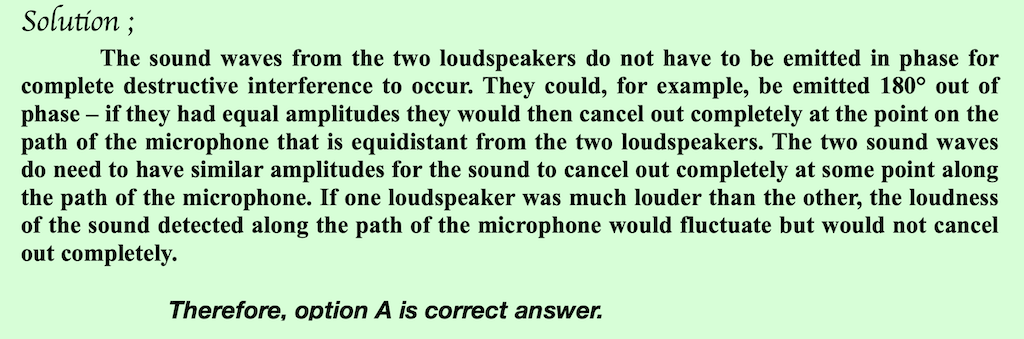 Solution ;
The sound waves from the two loudspeakers do not have to be emitted in phase for
complete destructive interference to occur. They could, for example, be emitted 180° out of
phase – if they had equal amplitudes they would then cancel out completely at the point on the
path of the microphone that is equidistant from the two loudspeakers. The two sound waves
do need to have similar amplitudes for the sound to cancel out completely at some point along
the path of the microphone. If one loudspeaker was much louder than the other, the loudness
of the sound detected along the path of the microphone would fluctuate but would not cancel
out completely.
Therefore, option A is correct answer.